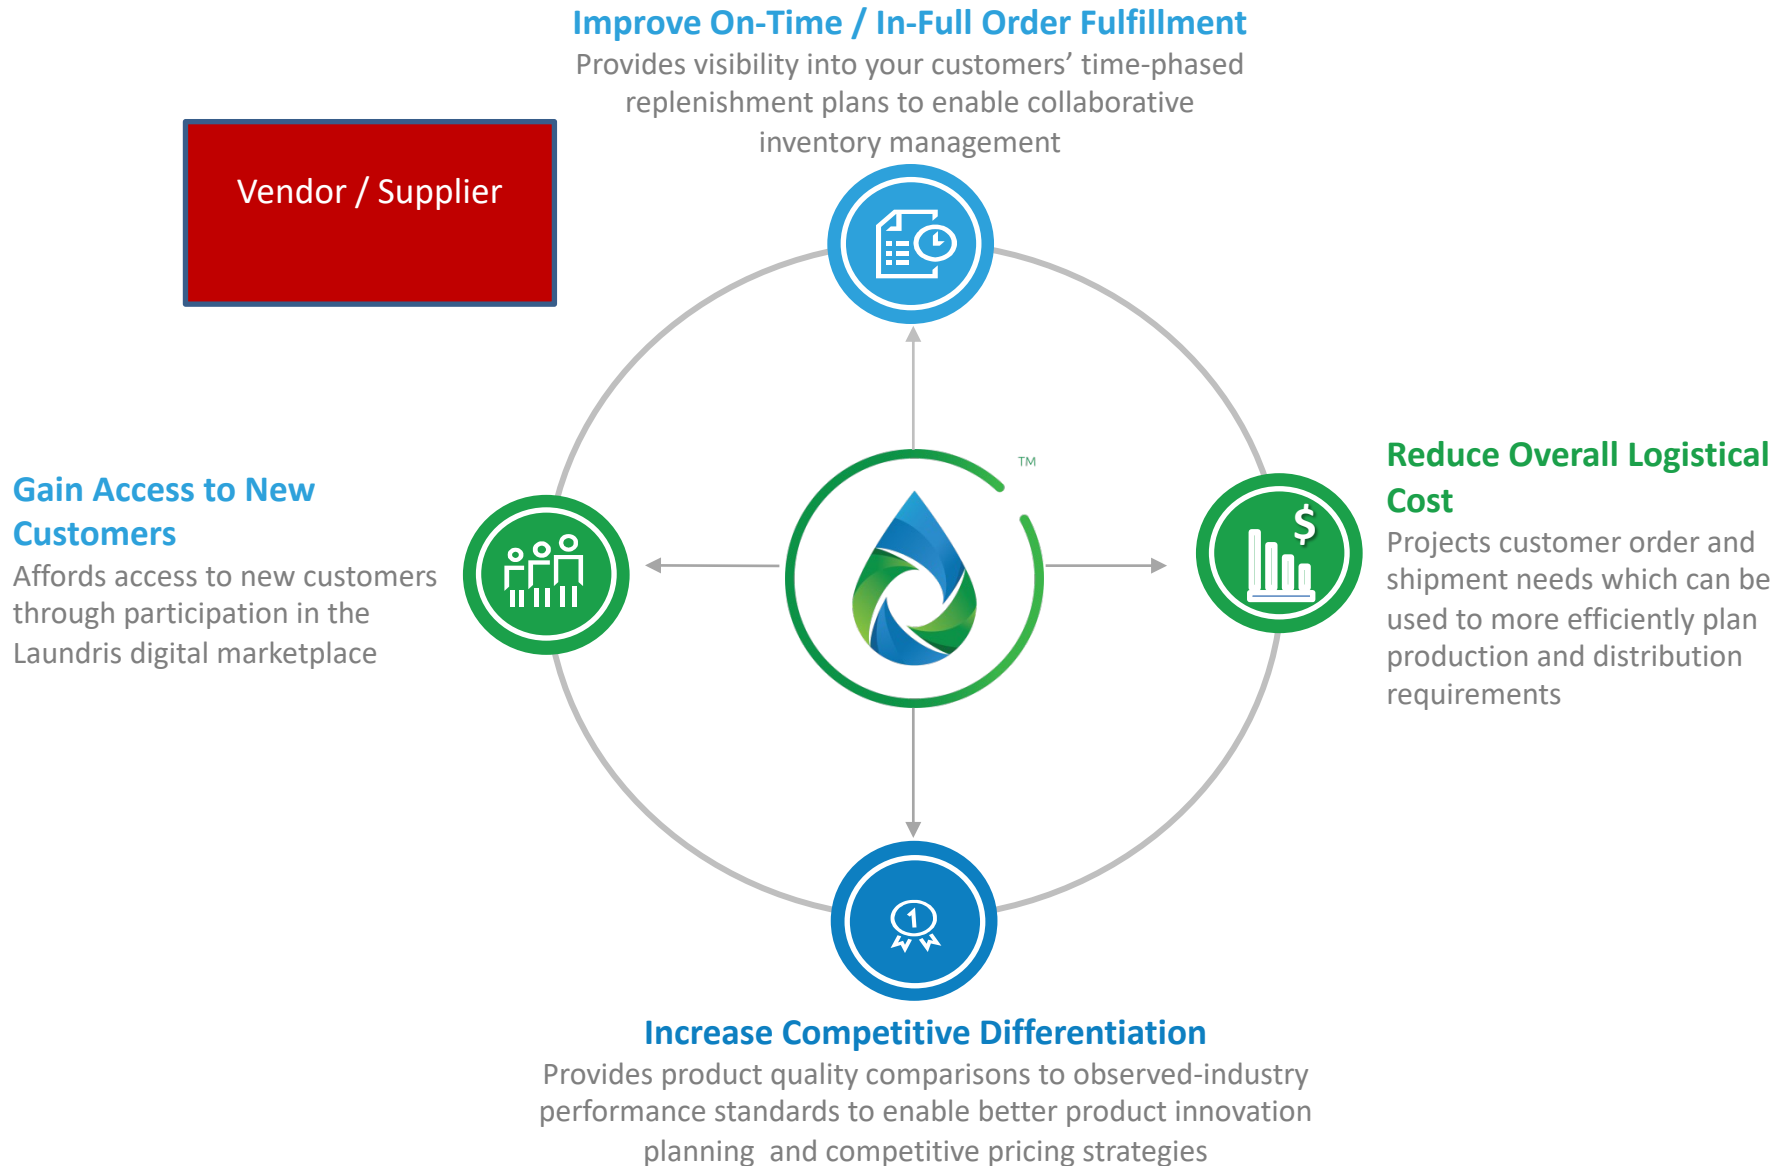 Improve On-Time / In-Full Order Fulfillment
Provides visibility into your customers’ time-phased
replenishment plans to enable collaborative
inventory management
Vendor / Supplier
TM
$
Reduce Overall Logistical
Cost
Projects customer order and
shipment needs which can be
used to more efficiently plan
production and distribution
requirements
Gain Access to New
Customers
Affords access to new customers
through participation in the
Laundris digital marketplace
1
Increase Competitive Differentiation
Provides product quality comparisons to observed-industry
performance standards to enable better product innovation
planning  and competitive pricing strategies